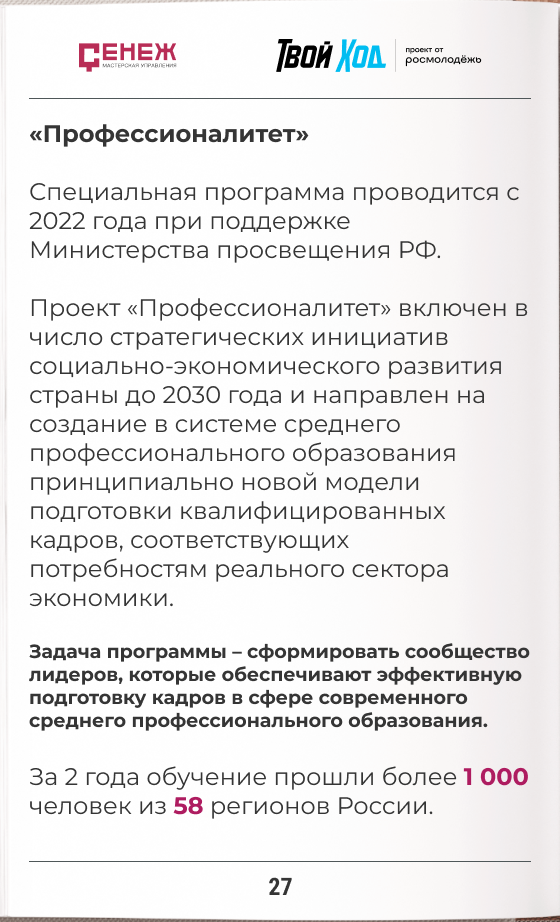 СЕНЕЖ
МАСТЕРСКАЯ УПРАВЛЕНИЯ
ТВОЙ ХОД
проект от
росмолодёжь
«Профессионалитет»
Специальная программа проводится с
2022 года при поддержке
Министерства просвещения РФ.
Проект «Профессионалитет» включен в
число стратегических инициатив
социально-экономического развития
страны до 2030 года и направлен на
создание в системе среднего
профессионального образования
принципиально новой модели
подготовки квалифицированных
кадров, соответствующих
потребностям реального сектора
экономики.
Задача программы – сформировать сообщество
лидеров, которые обеспечивают эффективную
подготовку кадров в сфере современного
среднего профессионального образования.
За 2 года обучение прошли более 1 000
человек из 58 регионов России.
27